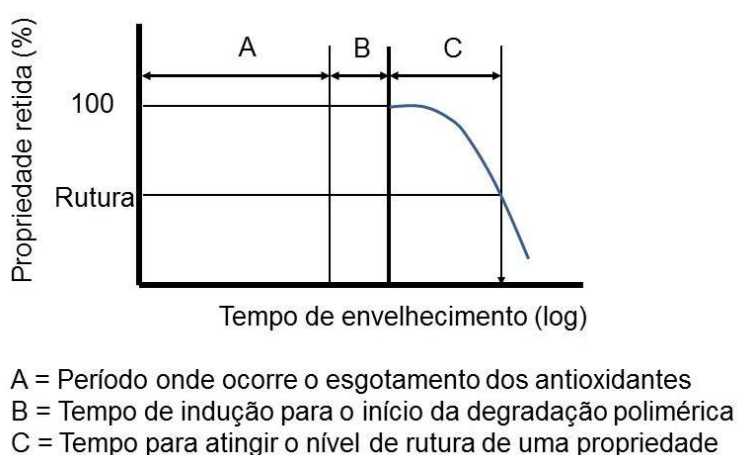 Propriedade retida (%)
A
B
C
100
Rutura
Tempo de envelhecimento (log)
A = Período onde ocorre o esgotamento dos antioxidantes
B = Tempo de indução para o início da degradação polimérica
C = Tempo para atingir o nível de rutura de uma propriedade